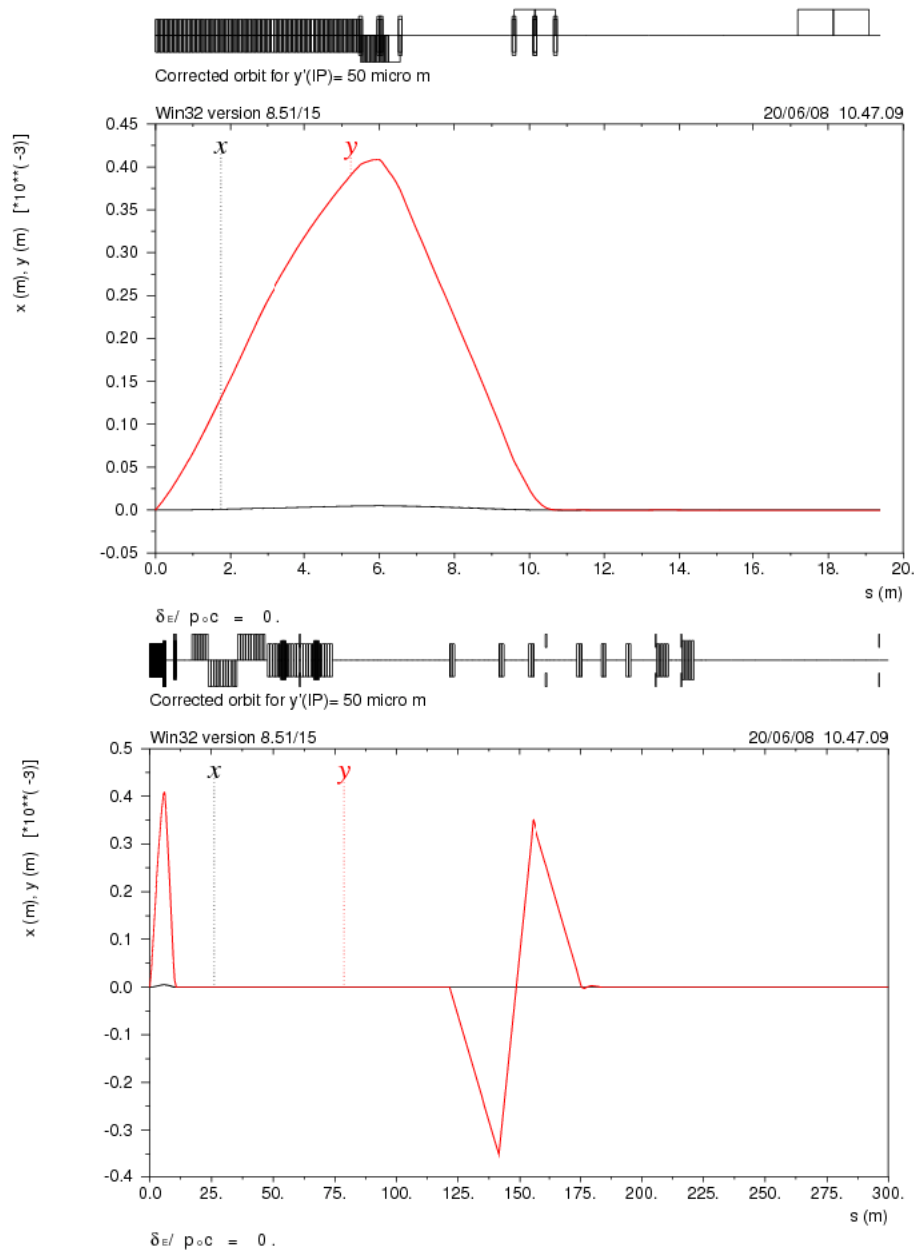 Corrected orbit for y'(IP)= 50 micro m
Win32 version 8.51/15 20/06/08 10.47.09
x (m), y (m) [*10**( -3)]
x y
0.45
0.40
0.35
0.30
0.25
0.20
0.15
0.10
0.05
0.0
-0.05
0.0 2. 4. 6. 8. 10. 12. 14. 16. 18. 20.
s (m)
δE/ p0c = 0.
Corrected orbit for y'(IP)= 50 micro m
Win32 version 8.51/15 20/06/08 10.47.09
x (m), y (m) [*10**( -3)]
x y
0.5
0.4
0.3
0.2
0.1
0.0
-0.1
-0.2
-0.3
-0.4
0.0 25. 50. 75. 100. 125. 150. 175. 200. 225. 250. 275. 300.
s (m)
δE/ p0c = 0.